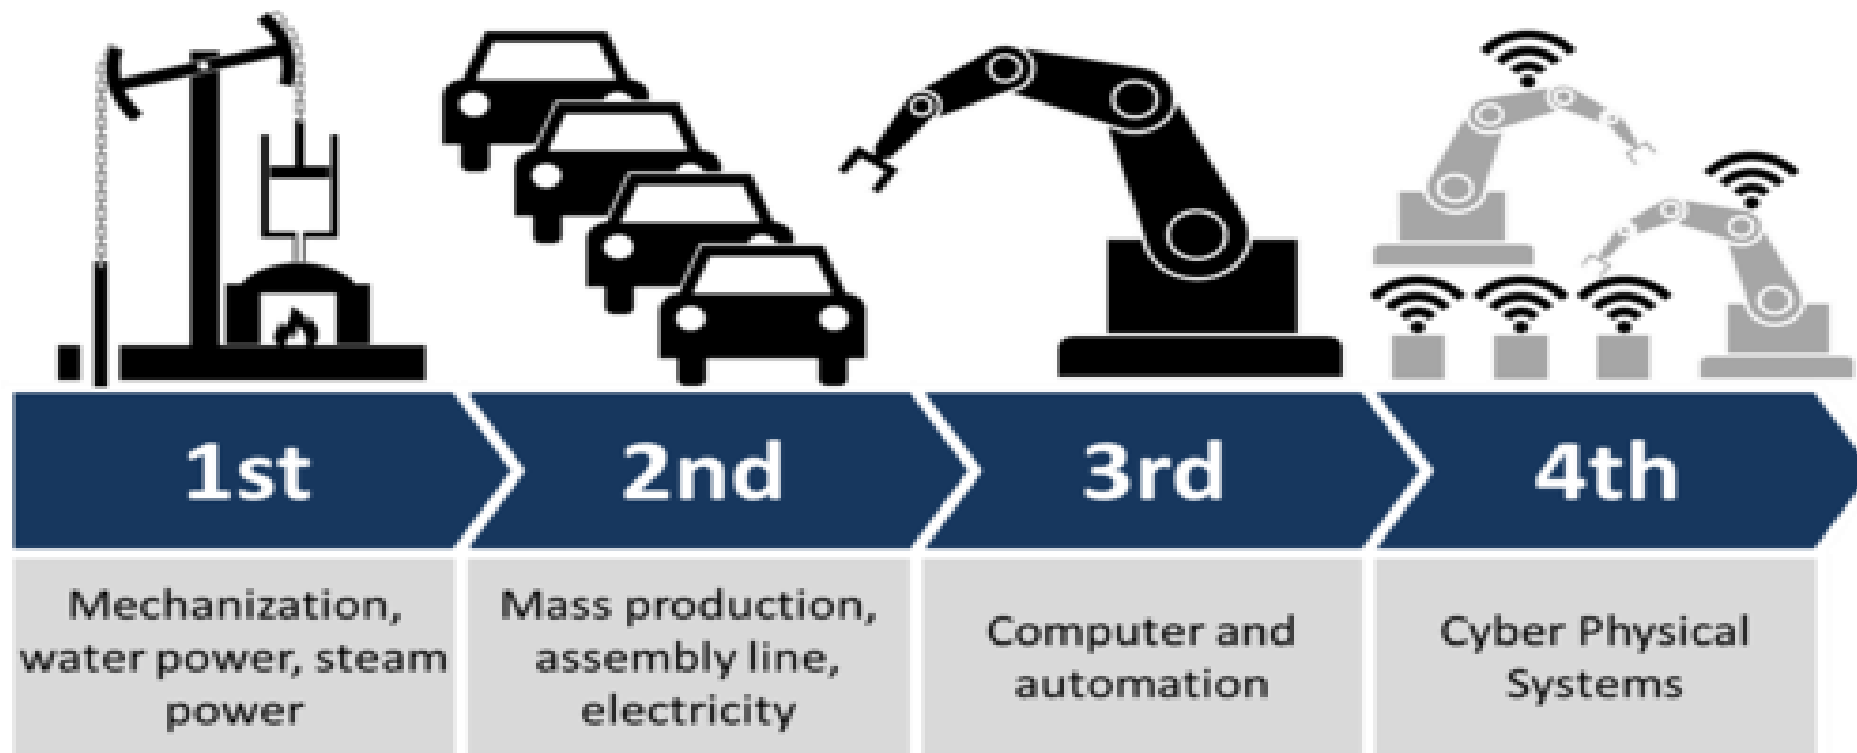 1st
2nd
3rd
4th
Mechanization,
water power, steam
power
Mass production,
assembly line,
electricity
Computer and
automation
Cyber Physical
Systems